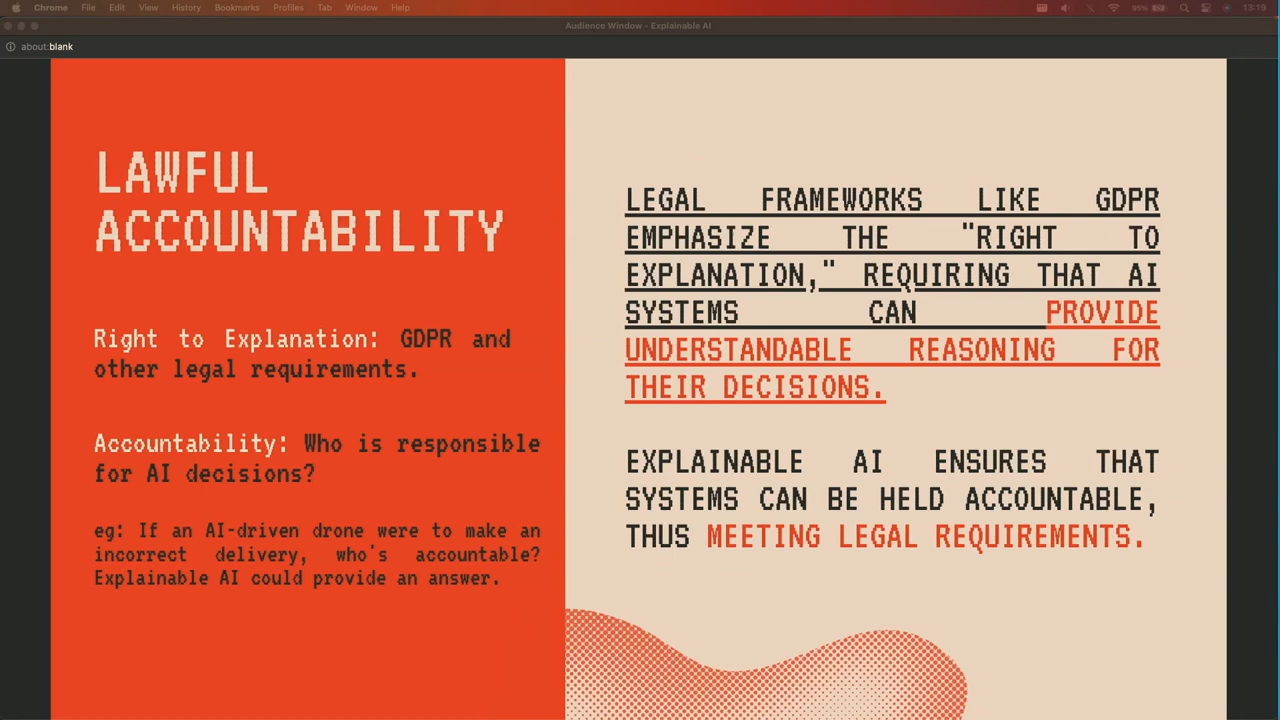 Chrome File Edit View History Bookmarks Profiles Tab Window Help 95% 13:19
Audience Window - Explainable AI
about:blank
LAWFUL
ACCOUNTABILITY
Right to Explanation: GDPR and
other legal requirements.
Accountability: Who is responsible
for AI decisions?
eg: If an AI-driven drone were to make an
incorrect delivery, who's accountable?
Explainable AI could provide an answer.
LEGAL FRAMEWORKS LIKE GDPR
EMPHASIZE THE "RIGHT TO
EXPLANATION," REQUIRING THAT AI
SYSTEMS CAN PROVIDE
UNDERSTANDABLE REASONING FOR
THEIR DECISIONS.
EXPLAINABLE AI ENSURES THAT
SYSTEMS CAN BE HELD ACCOUNTABLE,
THUS MEETING LEGAL REQUIREMENTS.